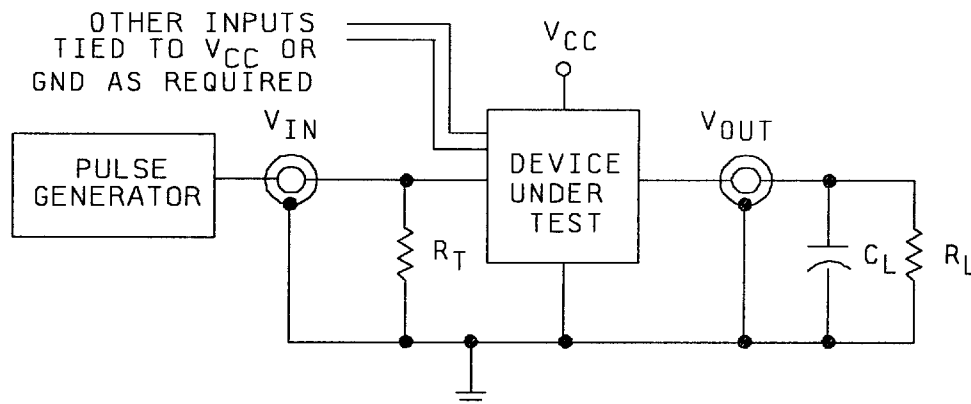 OTHER INPUTS
TIED TO VCC OR
GND AS REQUIRED
VCC
VIN
VOUT
PULSE
GENERATOR
DEVICE
UNDER
TEST
RT
CL
RL